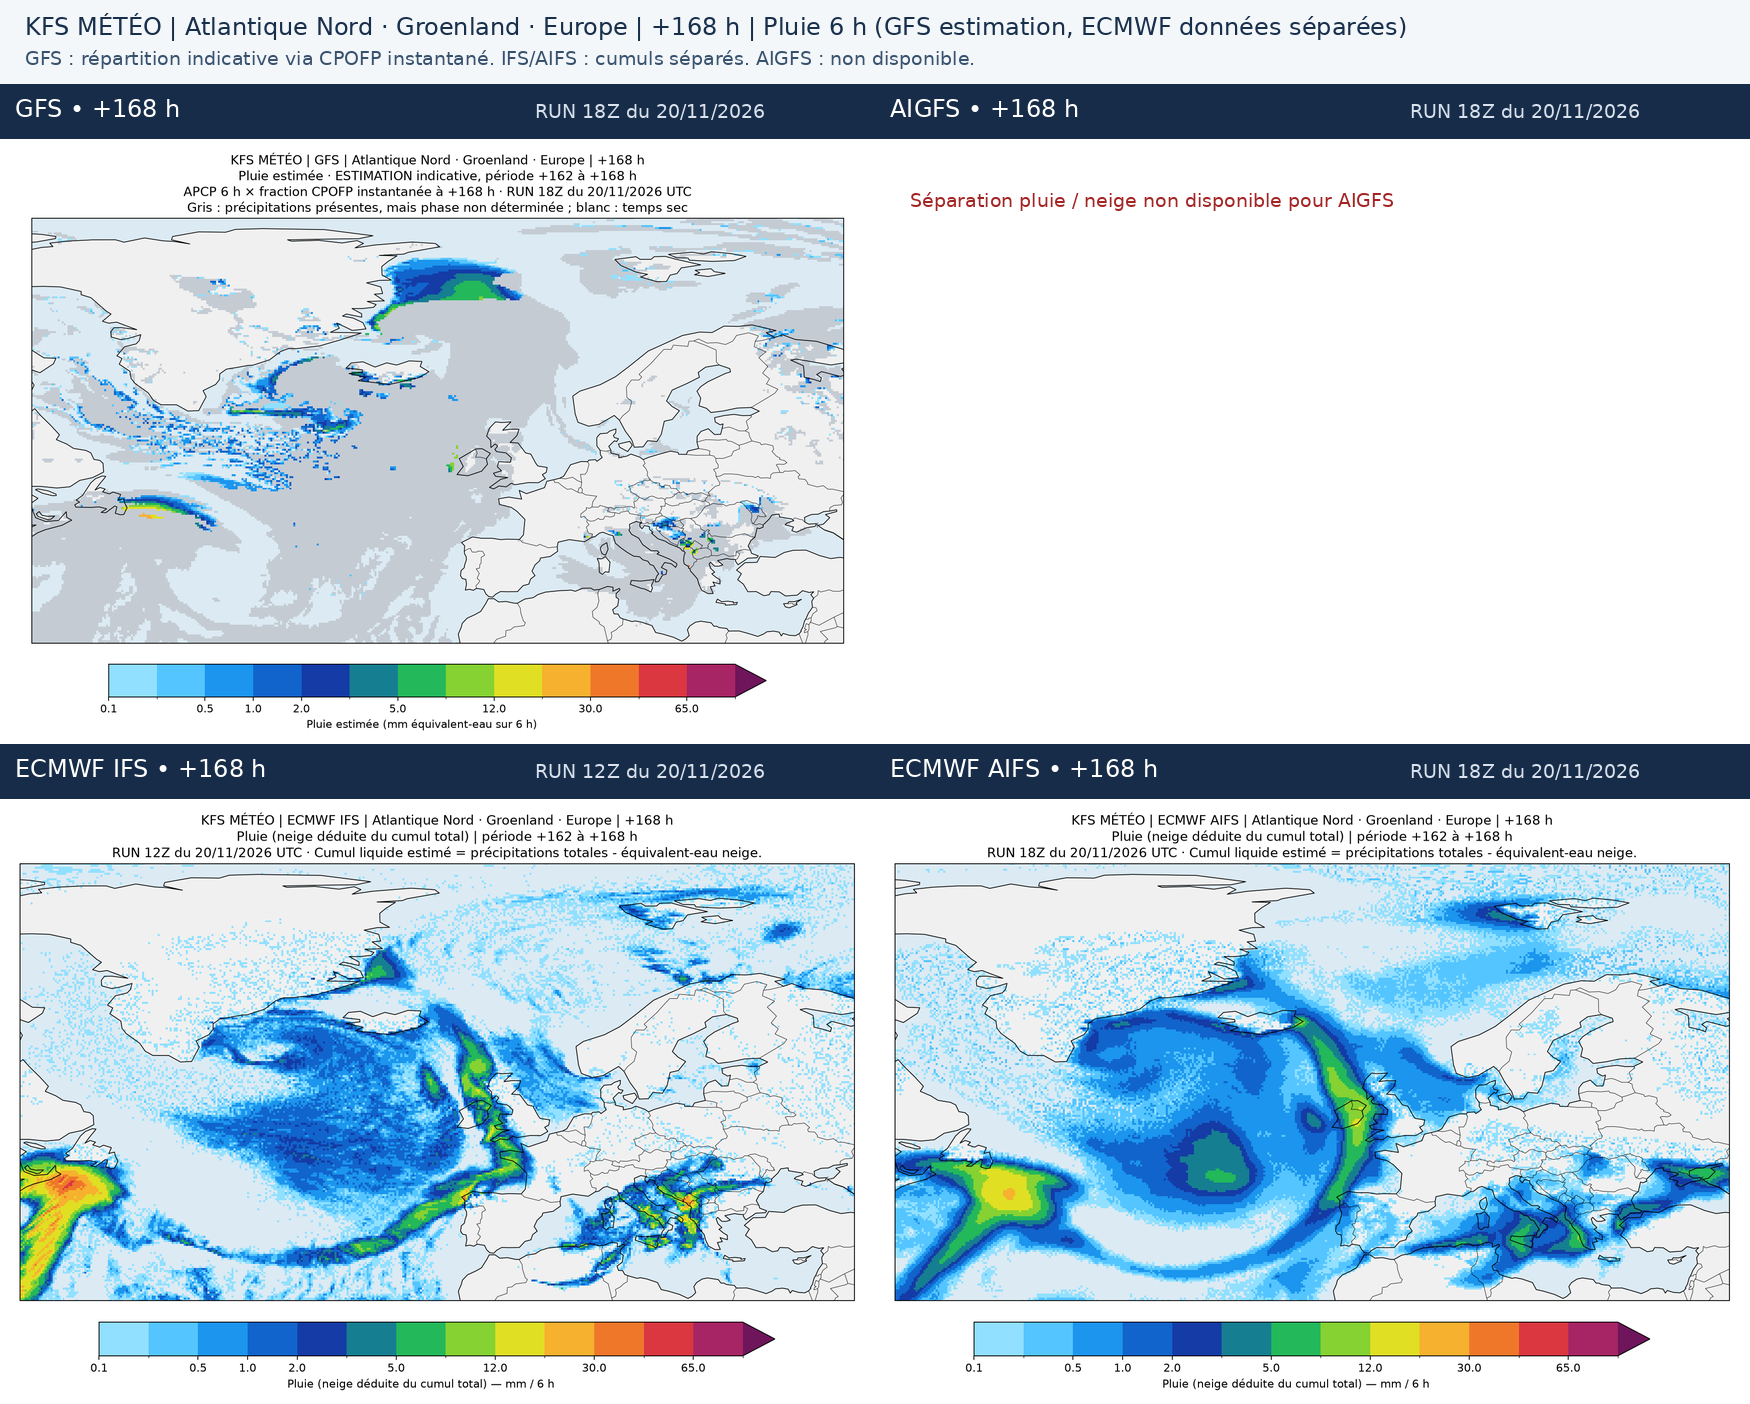 KFS MÉTÉO | Atlantique Nord · Groenland · Europe | +168 h | Pluie 6 h (GFS estimation, ECMWF données séparées)
GFS : répartition indicative via CPOFP instantané. IFS/AIFS : cumuls séparés. AIGFS : non disponible.
GFS • +168 h
RUN 18Z du 20/11/2026
KFS MÉTÉO | GFS | Atlantique Nord · Groenland · Europe | +168 h
Pluie estimée · ESTIMATION indicative, période +162 à +168 h
APCP 6 h × fraction CPOFP instantanée à +168 h · RUN 18Z du 20/11/2026 UTC
Gris : précipitations présentes, mais phase non déterminée ; blanc : temps sec
0.1 0.5 1.0 2.0 5.0 12.0 30.0 65.0
Pluie estimée (mm équivalent-eau sur 6 h)
AIGFS • +168 h
RUN 18Z du 20/11/2026
Séparation pluie / neige non disponible pour AIGFS
ECMWF IFS • +168 h
RUN 12Z du 20/11/2026
KFS MÉTÉO | ECMWF IFS | Atlantique Nord · Groenland · Europe | +168 h
Pluie (neige déduite du cumul total) | période +162 à +168 h
RUN 12Z du 20/11/2026 UTC · Cumul liquide estimé = précipitations totales - équivalent-eau neige.
0.1 0.5 1.0 2.0 5.0 12.0 30.0 65.0
Pluie (neige déduite du cumul total) — mm / 6 h
ECMWF AIFS • +168 h
RUN 18Z du 20/11/2026
KFS MÉTÉO | ECMWF AIFS | Atlantique Nord · Groenland · Europe | +168 h
Pluie (neige déduite du cumul total) | période +162 à +168 h
RUN 18Z du 20/11/2026 UTC · Cumul liquide estimé = précipitations totales - équivalent-eau neige.
0.1 0.5 1.0 2.0 5.0 12.0 30.0 65.0
Pluie (neige déduite du cumul total) — mm / 6 h